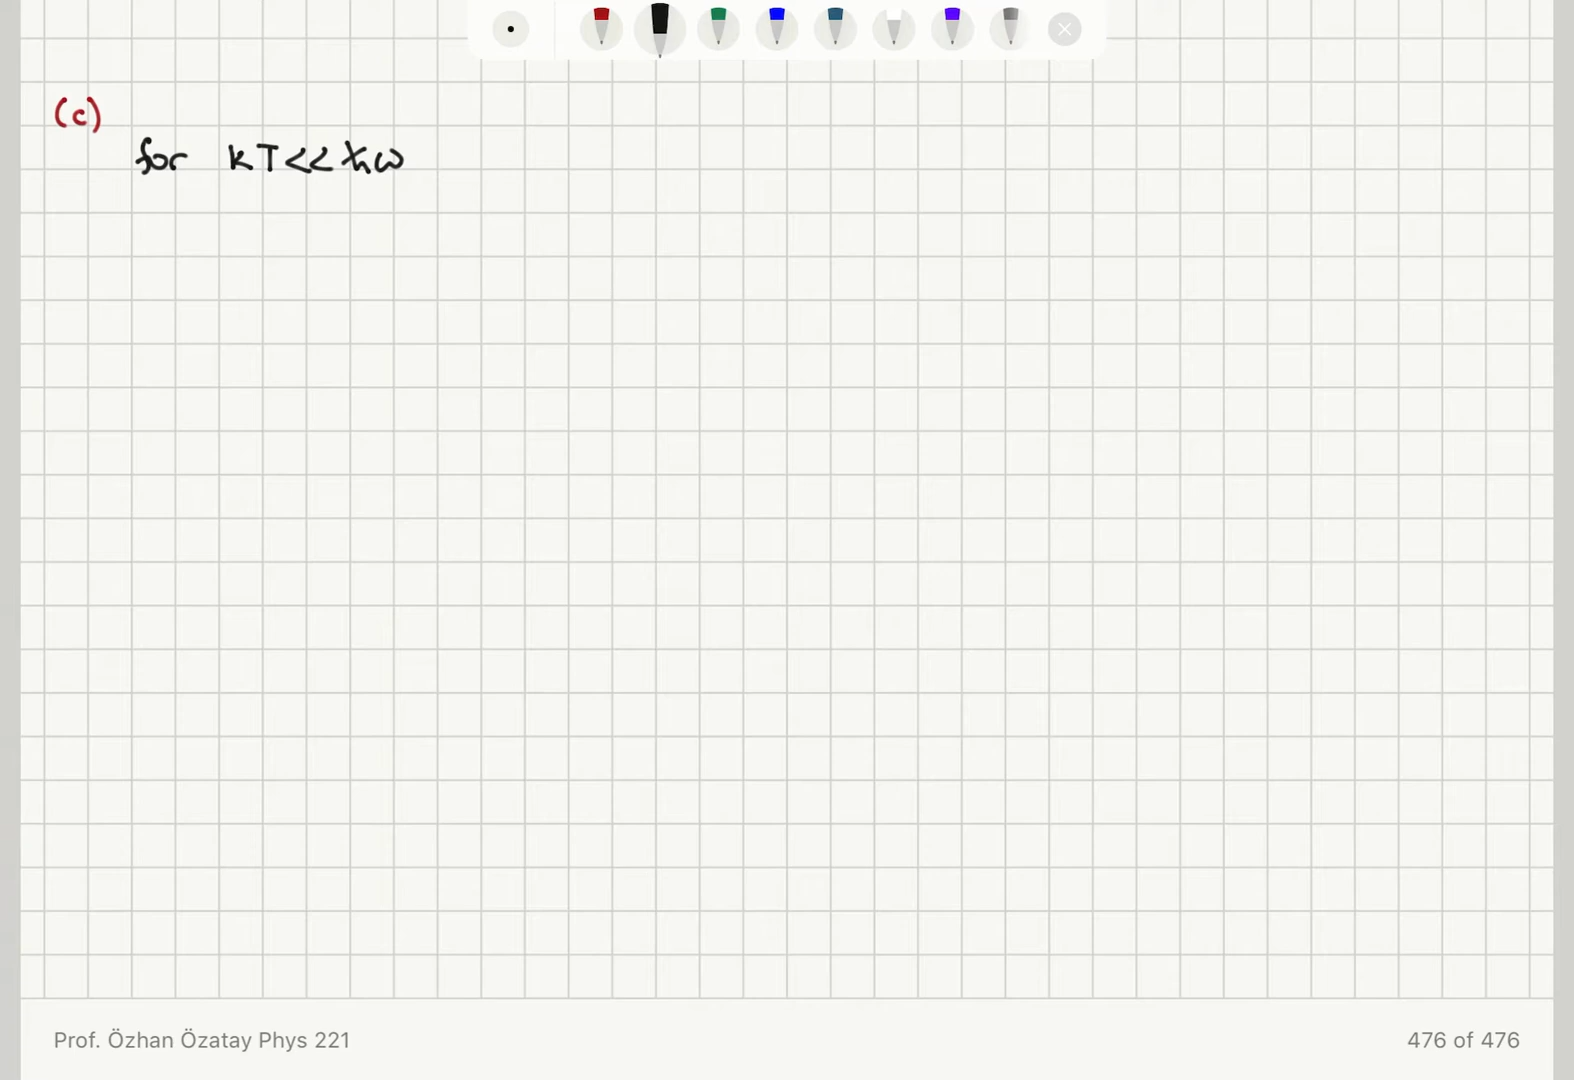 (c)
for kT<<ħω
Prof. Özhan Özatay Phys 221
476 of 476